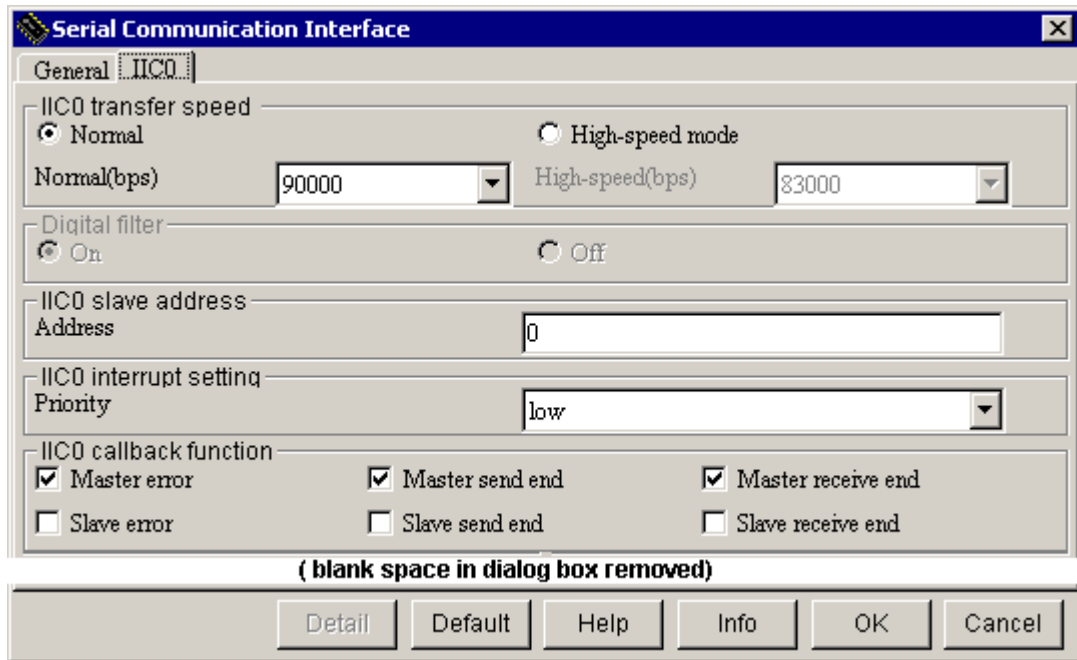 Serial Communication Interface
General IIC0
IIC0 transfer speed
Normal High-speed mode
Normal(bps) 90000 High-speed(bps) 83000
Digital filter
On Off
IIC0 slave address
Address 0
IIC0 interrupt setting
Priority low
IIC0 callback function
Master error Master send end Master receive end
Slave error Slave send end Slave receive end
( blank space in dialog box removed)
Detail Default Help Info OK Cancel